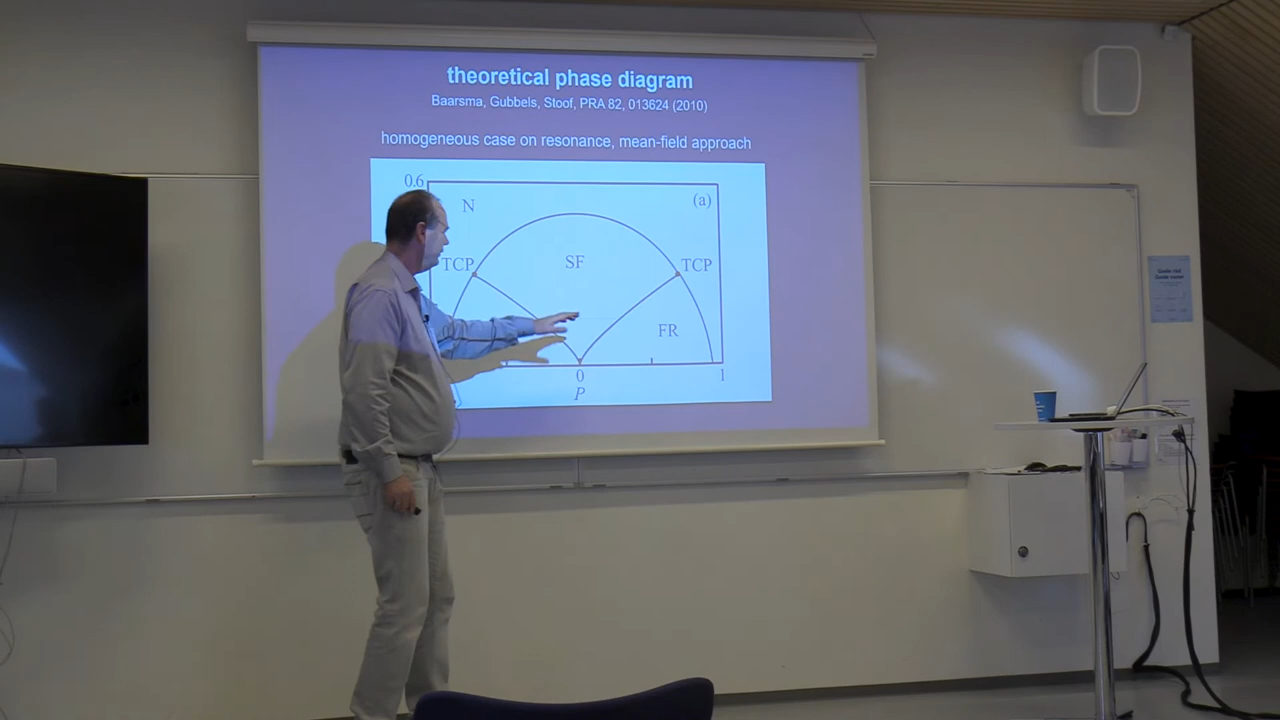 theoretical phase diagram
Baarsma, Gubbels, Stoof, PRA 82, 013624 (2010)
homogeneous case on resonance, mean-field approach
0.6
N
(a)
TCP
SF
TCP
FR
0
1
P